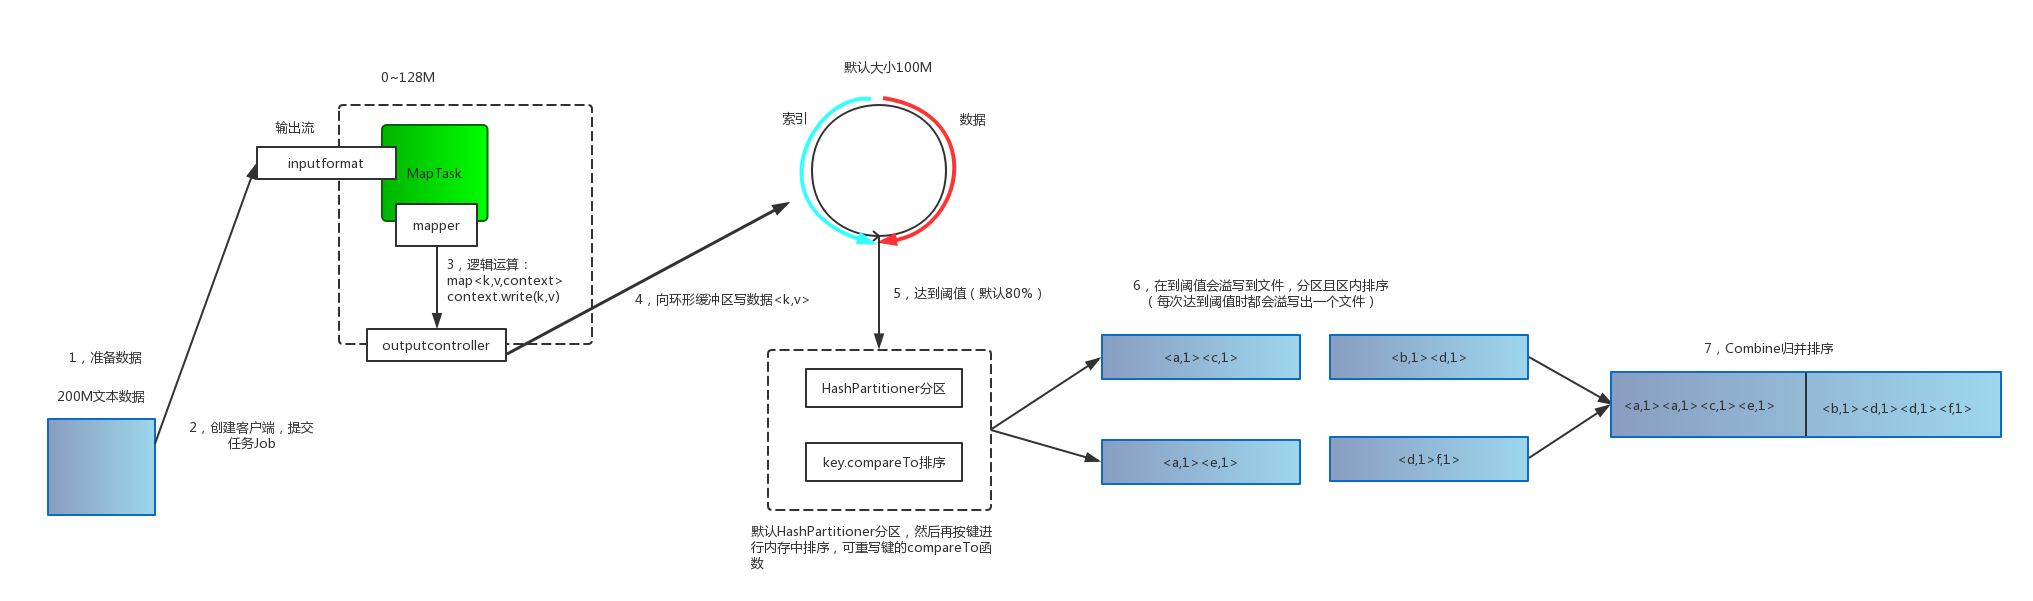 1，准备数据
200M文本数据
2，创建客户端，提交
任务Job
输出流
inputformat
0~128M
MapTask
mapper
3，逻辑运算：
map<k,v,context>
context.write(k,v)
outputcontroller
4，向环形缓冲区写数据<k,v>
默认大小100M
索引
数据
5，达到阈值（默认80%）
HashPartitioner分区
key.compareTo排序
默认HashPartitioner分区，然后再按键进
行内存中排序，可重写键的compareTo函
数
6，在到阈值会溢写到文件，分区且区内排序
（每次达到阈值时都会溢写出一个文件）
<a,1><c,1>
<b,1><d,1>
<a,1><e,1>
<d,1>f,1>
7，Combine归并排序
<a,1><a,1><c,1><e,1>
<b,1><d,1><d,1><f,1>